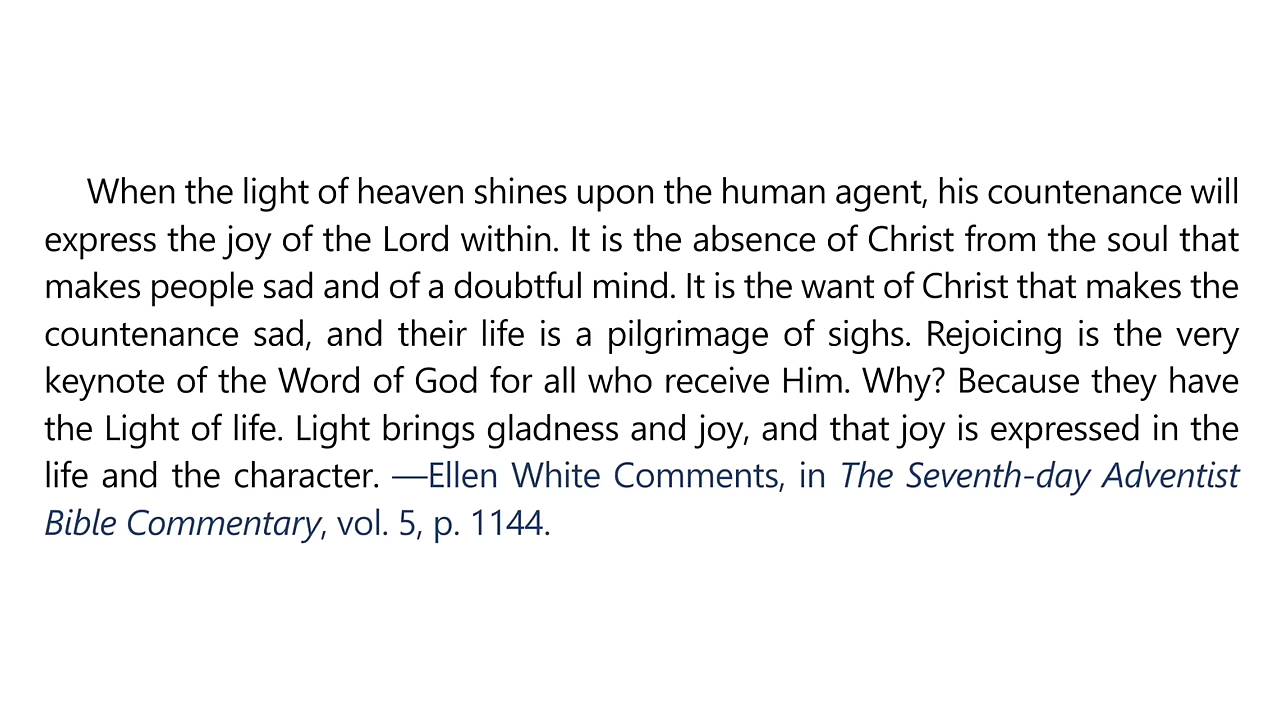 When the light of heaven shines upon the human agent, his countenance will
express the joy of the Lord within. It is the absence of Christ from the soul that
makes people sad and of a doubtful mind. It is the want of Christ that makes the
countenance sad, and their life is a pilgrimage of sighs. Rejoicing is the very
keynote of the Word of God for all who receive Him. Why? Because they have
the Light of life. Light brings gladness and joy, and that joy is expressed in the
life and the character. —Ellen White Comments, in The Seventh-day Adventist
Bible Commentary, vol. 5, p. 1144.